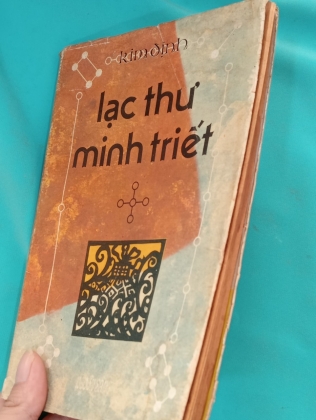 kim định
lạc thư
minh triết